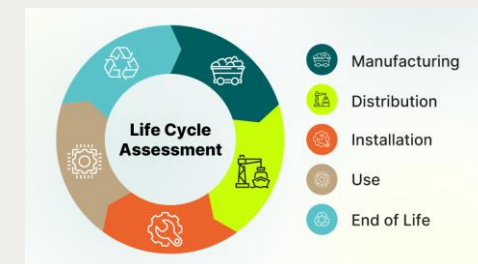 Life Cycle
Assessment
Manufacturing
Distribution
Installation
Use
End of Life